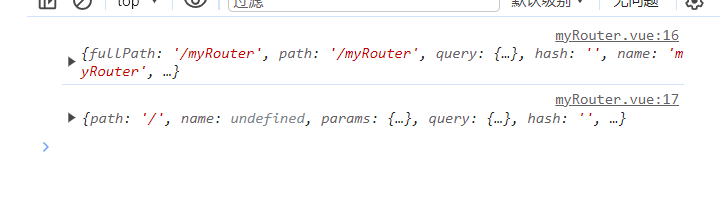 top
过滤
默认级别
无问题
myRouter.vue:16
{fullPath: '/myRouter', path: '/myRouter', query: {…}, hash: '', name: 'm
yRouter', …}
myRouter.vue:17
{path: '/', name: undefined, params: {…}, query: {…}, hash: '', …}